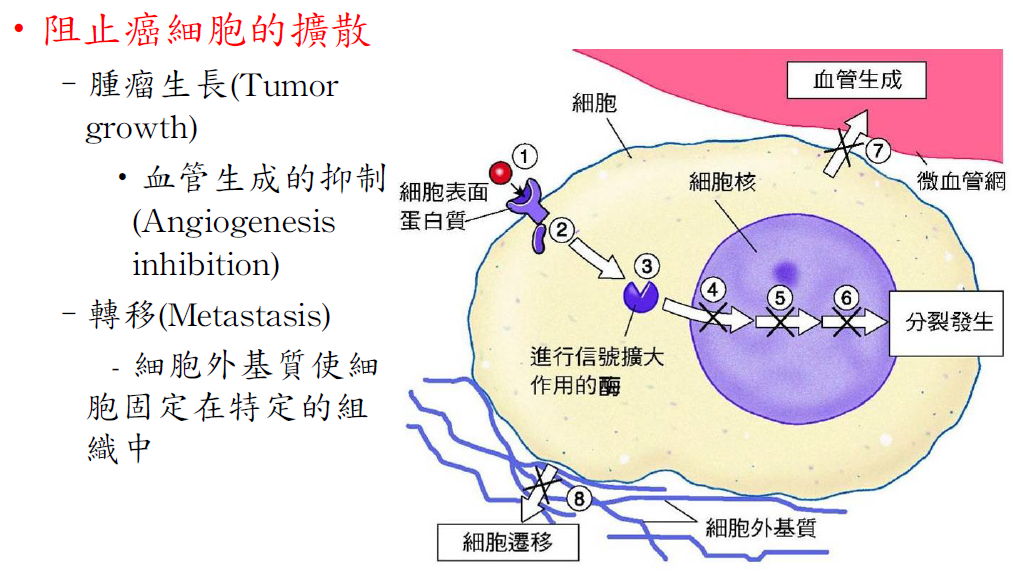 • 阻止癌細胞的擴散
– 腫瘤生長(Tumor
growth)
• 血管生成的抑制
(Angiogenesis
inhibition)
– 轉移(Metastasis)
- 細胞外基質使細
胞固定在特定的組
織中
血管生成
細胞
①
⑦
細胞表面
蛋白質
細胞核
微血管網
②
③
④
⑤
⑥
分裂發生
進行信號擴大
作用的酶
⑧
細胞外基質
細胞遷移